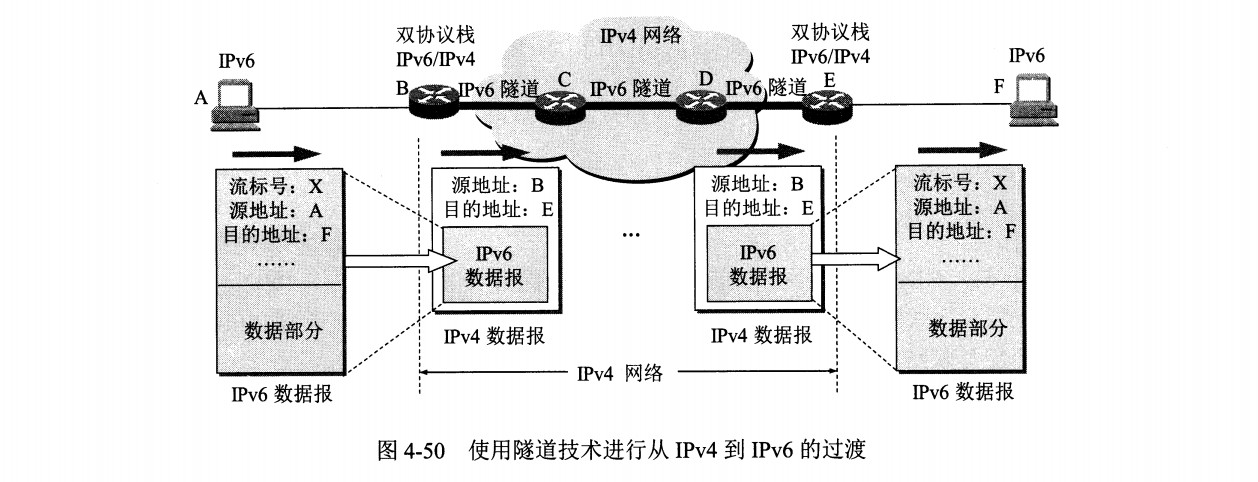 双协议栈
IPv6/IPv4
IPv4 网络
双协议栈
IPv6/IPv4
IPv6
IPv6
A
B
IPv6 隧道
C
IPv6 隧道
D
IPv6 隧道
E
F
流标号：X
源地址：A
目的地址：F
……
数据部分
IPv6 数据报
源地址：B
目的地址：E
IPv6
数据报
IPv4 数据报
…
源地址：B
目的地址：E
IPv6
数据报
IPv4 数据报
流标号：X
源地址：A
目的地址：F
……
数据部分
IPv6 数据报
IPv4 网络
图 4-50 使用隧道技术进行从 IPv4 到 IPv6 的过渡